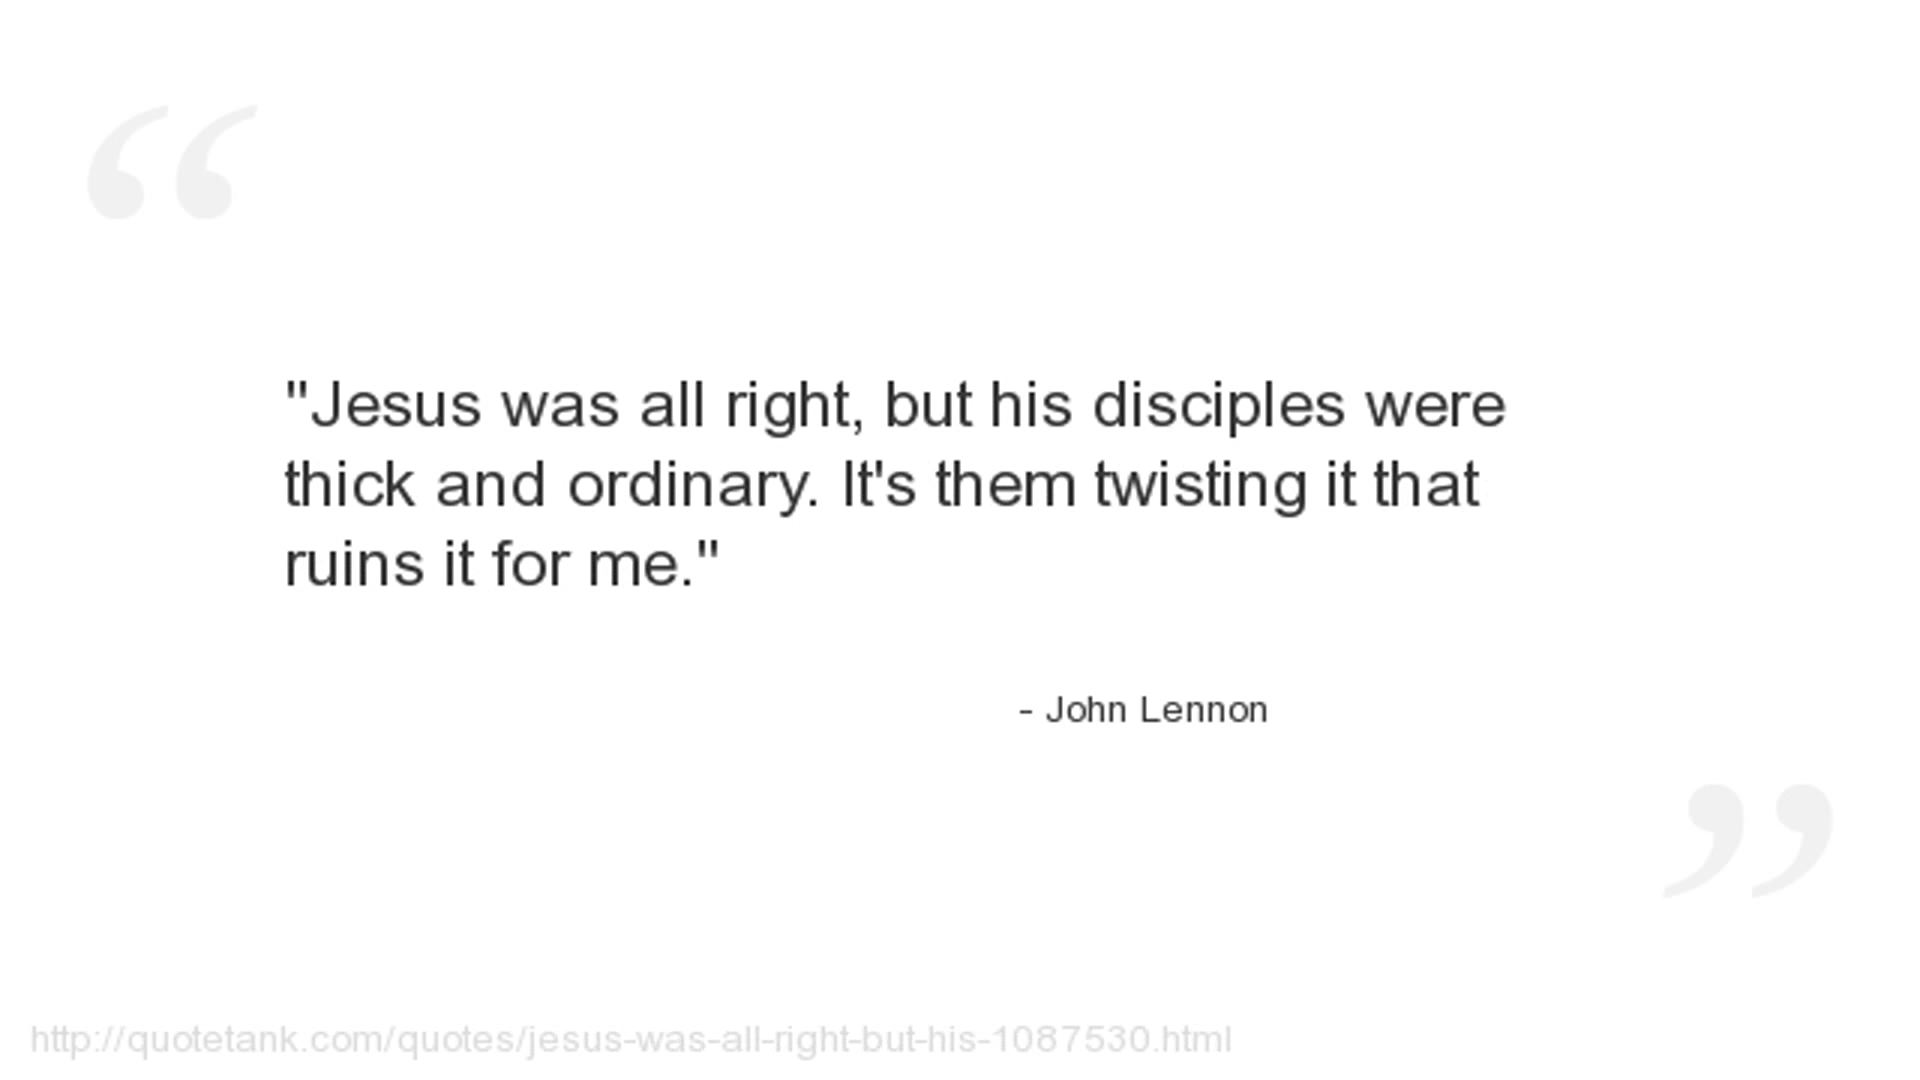 "Jesus was all right, but his disciples were
thick and ordinary. It's them twisting it that
ruins it for me."
- John Lennon
http://quotetank.com/quotes/jesus-was-all-right-but-his-1087530.html